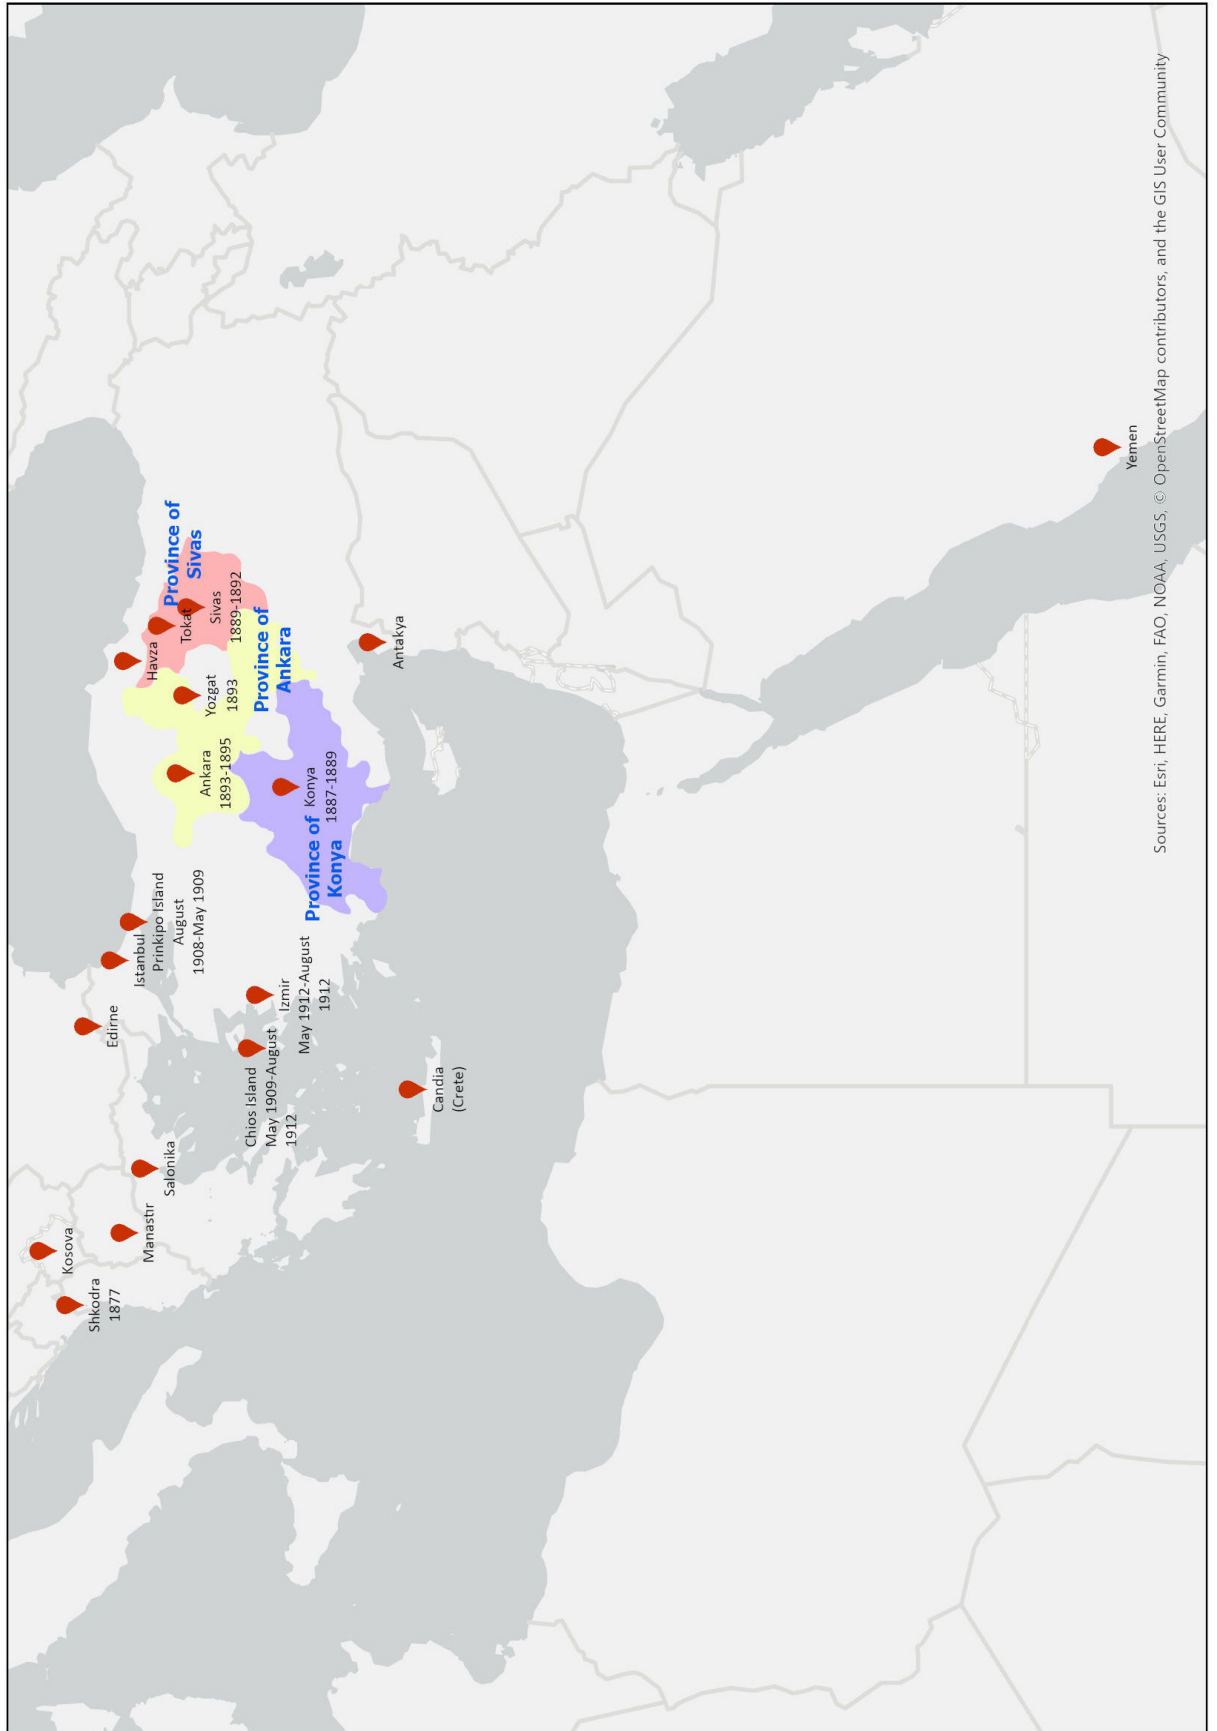 Shkodra
1877
Kosova
Manastır
Salonika
Edirne
Istanbul
Prinkipo Island
August
1908-May 1909
Chios Island
May 1909-August
1912
Izmir
May 1912-August
1912
Candia
(Crete)
Ankara
1893-1895
Yozgat
1893
Havza
Tokat
Sivas
1889-1892
Province of
Sivas
Province of
Ankara
Konya
1887-1889
Province of
Konya
Antakya
Yemen
Sources: Esri, HERE, Garmin, FAO, NOAA, USGS, © OpenStreetMap contributors, and the GIS User Community